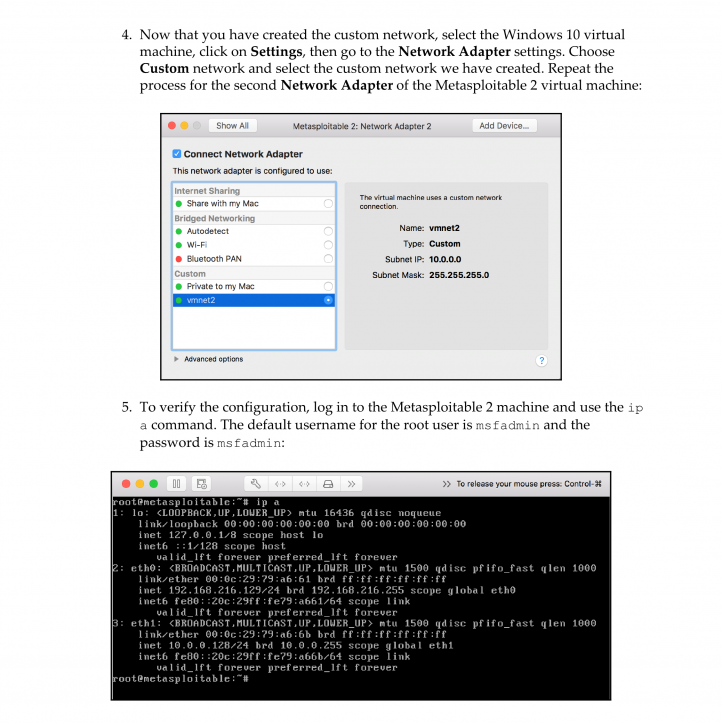 4. Now that you have created the custom network, select the Windows 10 virtual
machine, click on Settings, then go to the Network Adapter settings. Choose
Custom network and select the custom network we have created. Repeat the
process for the second Network Adapter of the Metasploitable 2 virtual machine:
Show All
Metasploitable 2: Network Adapter 2
Add Device...
Connect Network Adapter
This network adapter is configured to use:
Internet Sharing
Share with my Mac
Bridged Networking
Autodetect
Wi-Fi
Bluetooth PAN
Custom
Private to my Mac
vmnet2
The virtual machine uses a custom network
connection.
Name: vmnet2
Type: Custom
Subnet IP: 10.0.0.0
Subnet Mask: 255.255.255.0
Advanced options
?
5. To verify the configuration, log in to the Metasploitable 2 machine and use the ip
a command. The default username for the root user is msfadmin and the
password is msfadmin:
>> To release your mouse press: Control-⌘
root@metasploitable:~# ip a
1: lo: <LOOPBACK,UP,LOWER_UP> mtu 16436 qdisc noqueue
link/loopback 00:00:00:00:00:00 brd 00:00:00:00:00:00
inet 127.0.0.1/8 scope host lo
inet6 ::1/128 scope host
valid_lft forever preferred_lft forever
2: eth0: <BROADCAST,MULTICAST,UP,LOWER_UP> mtu 1500 qdisc pfifo_fast qlen 1000
link/ether 00:0c:29:79:a6:61 brd ff:ff:ff:ff:ff:ff
inet 192.168.216.129/24 brd 192.168.216.255 scope global eth0
inet6 fe80::20c:29ff:fe79:a661/64 scope link
valid_lft forever preferred_lft forever
3: eth1: <BROADCAST,MULTICAST,UP,LOWER_UP> mtu 1500 qdisc pfifo_fast qlen 1000
link/ether 00:0c:29:79:a6:6b brd ff:ff:ff:ff:ff:ff
inet 10.0.0.128/24 brd 10.0.0.255 scope global eth1
inet6 fe80::20c:29ff:fe79:a66b/64 scope link
valid_lft forever preferred_lft forever
root@metasploitable:~#